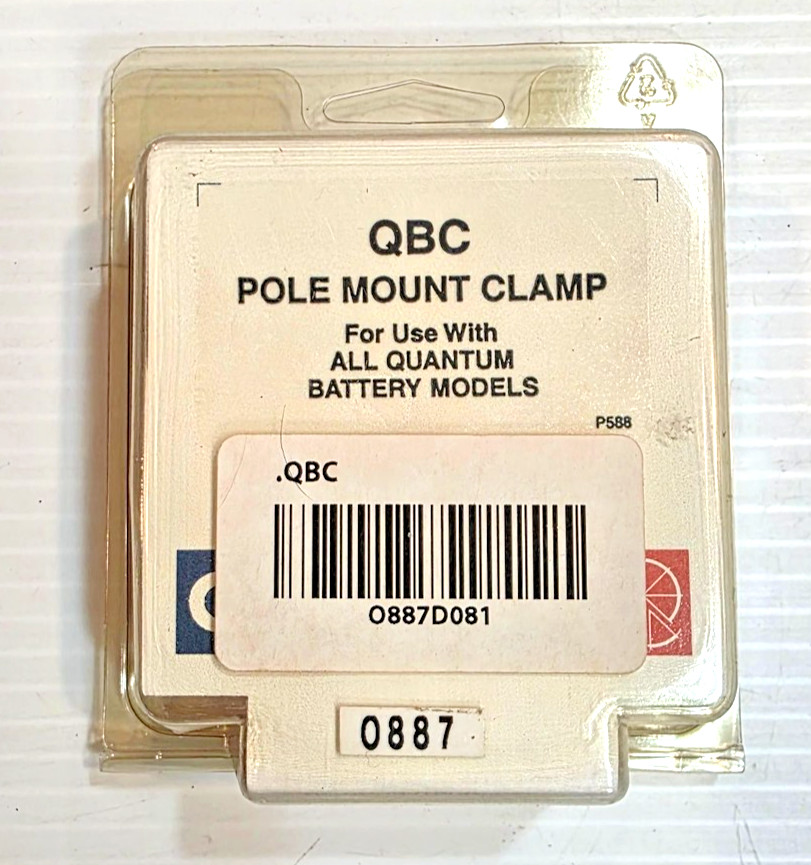 QBC
POLE MOUNT CLAMP
For Use With
ALL QUANTUM
BATTERY MODELS
P588
.QBC
O887D081
0887